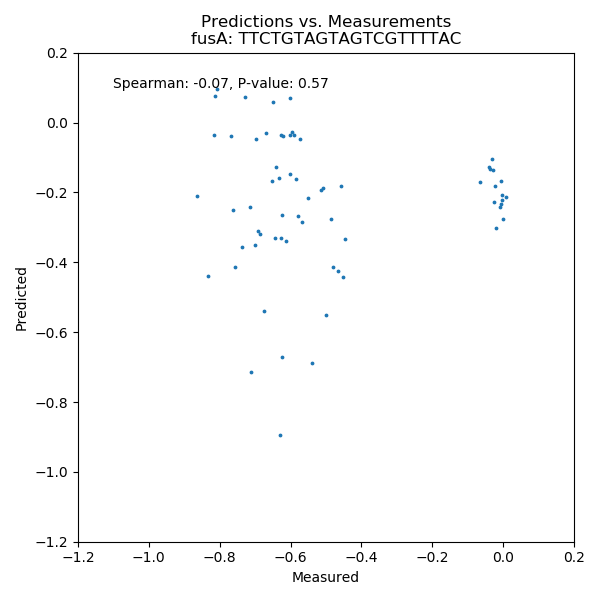 Predictions vs. Measurements
fusA: TTCTGTAGTAGTCGTTTTAC
Spearman: -0.07, P-value: 0.57
0.2
0.0
−0.2
−0.4
−0.6
−0.8
−1.0
−1.2
Predicted
−1.2 −1.0 −0.8 −0.6 −0.4 −0.2 0.0 0.2
Measured